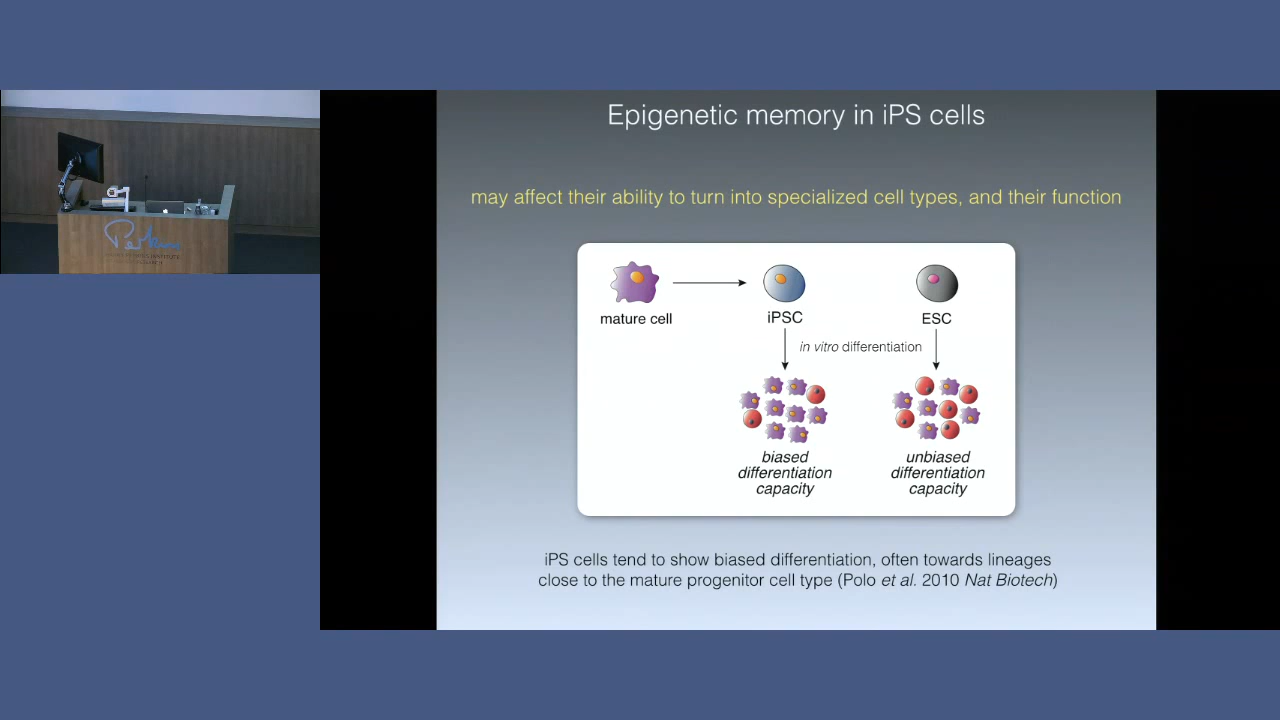 Epigenetic memory in iPS cells
may affect their ability to turn into specialized cell types, and their function
mature cell
iPSC
ESC
in vitro differentiation
biased
differentiation
capacity
unbiased
differentiation
capacity
iPS cells tend to show biased differentiation, often towards lineages
close to the mature progenitor cell type (Polo et al. 2010 Nat Biotech)
Perkins